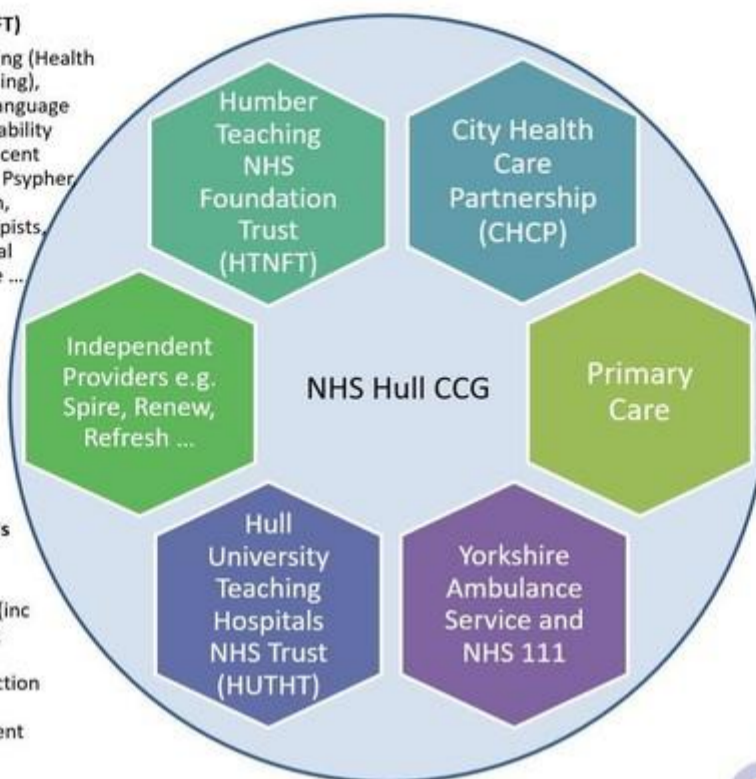 FT)
ng (Health
ing),
anguage
ability
cent
Psypher,
n,
pists,
al
e ...
s
(inc
ction
ent
Humber
Teaching
NHS
Foundation
Trust
(HTNFT)
City Health
Care
Partnership
(CHCP)
Independent
Providers e.g.
Spire, Renew,
Refresh ...
NHS Hull CCG
Primary
Care
Hull
University
Teaching
Hospitals
NHS Trust
(HUTHT)
Yorkshire
Ambulance
Service and
NHS 111